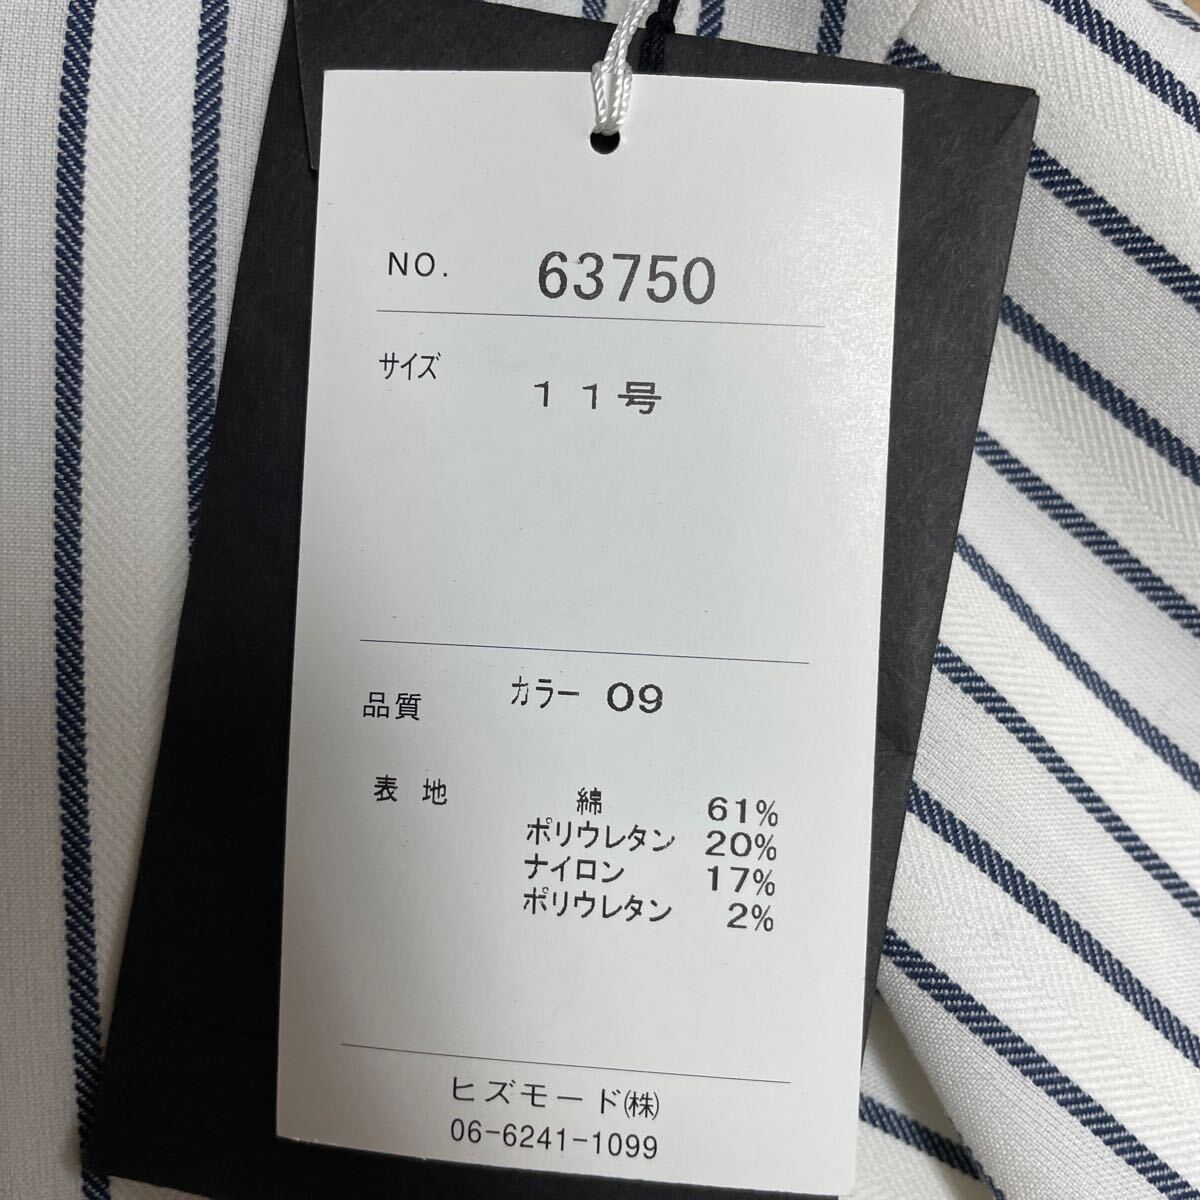 NO. 63750
サイズ
11号
カラー 09
品質
表地 綿 61%
ポリウレタン 20%
ナイロン 17%
ポリウレタン 2%
ヒズモード㈱
06-6241-1099